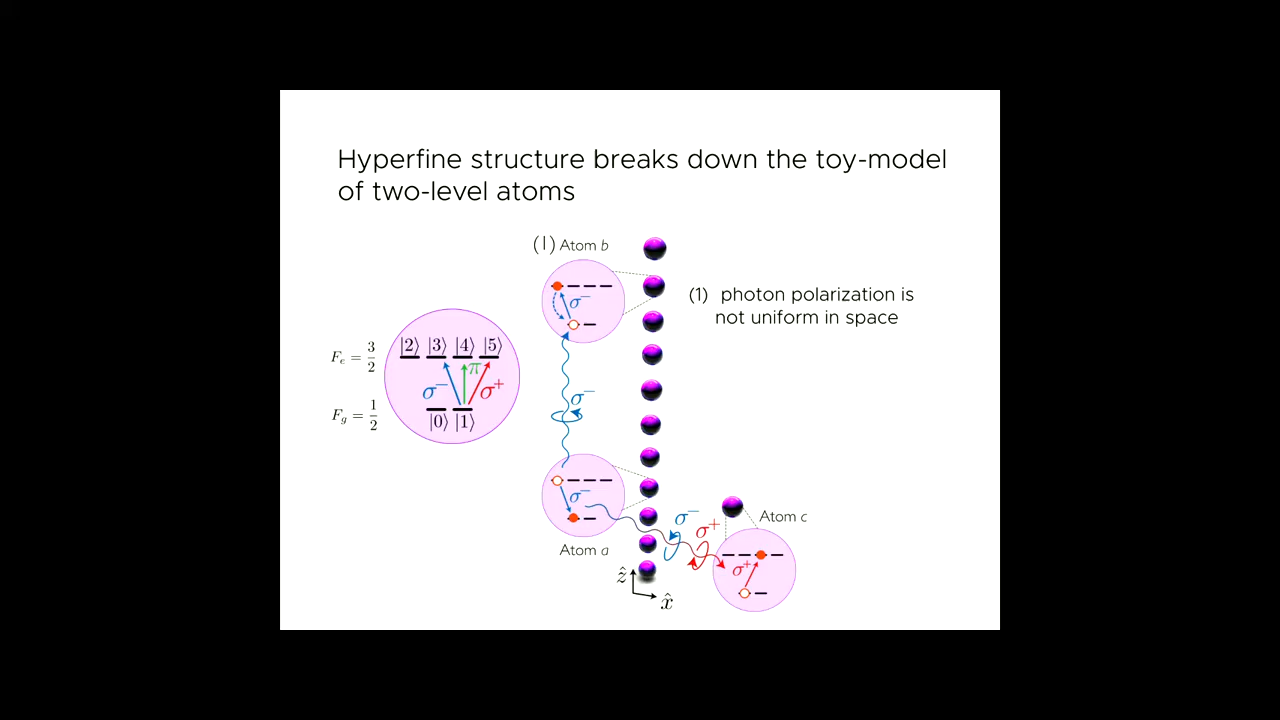 Hyperfine structure breaks down the toy-model
of two-level atoms
(1) Atom b
(1) photon polarization is
not uniform in space
σ⁻
F_e = 3/2
|2⟩ |3⟩ |4⟩ |5⟩
π
σ⁻ σ⁺
F_g = 1/2
|0⟩ |1⟩
σ⁻
σ⁻
Atom a
σ⁻
σ⁺
Atom c
σ⁺
ẑ
x̂